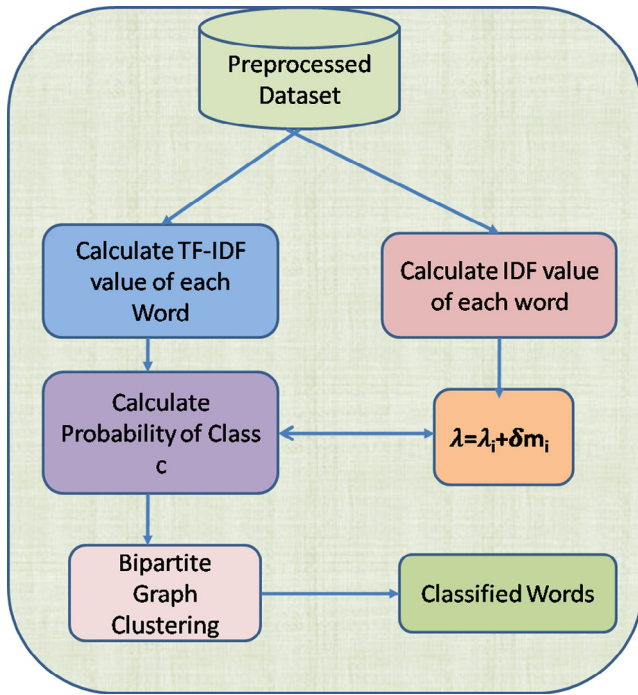 Preprocessed
Dataset
Calculate TF-IDF
value of each
Word
Calculate IDF value
of each word
Calculate
Probability of Class
c
λ=λᵢ+δmᵢ
Bipartite
Graph
Clustering
Classified Words